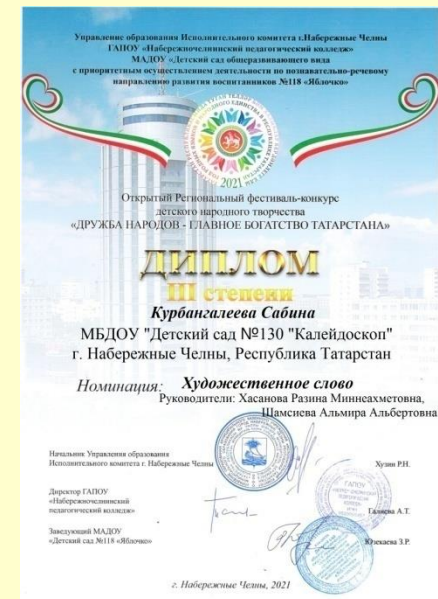 Управление образования Исполнительного комитета г.Набережные Челны
ГАПОУ «Набережночелнинский педагогический колледж»
МАДОУ «Детский сад общеразвивающего вида
с приоритетным осуществлением деятельности по познавательно-речевому
направлению развития воспитанников №118 «Яблочко»
2021
Открытый Региональный фестиваль-конкурс
детского народного творчества
«ДРУЖБА НАРОДОВ - ГЛАВНОЕ БОГАТСТВО ТАТАРСТАНА»
ДИПЛОМ
III степени
Курбангалеева Сабина
МБДОУ "Детский сад №130 "Калейдоскоп"
г. Набережные Челны, Республика Татарстан
Номинация: Художественное слово
Руководители: Хасанова Разина Миннеахметовна,
Шамсиева Альмира Альбертовна
Начальник Управления образования
Исполнительного комитета г. Набережные Челны
Хузин Р.Н.
Директор ГАПОУ
«Набережночелнинский
педагогический колледж»
А.Т.
Заведующий МАДОУ
«Детский сад №118 «Яблочко»
З.Р.
г. Набережные Челны, 2021